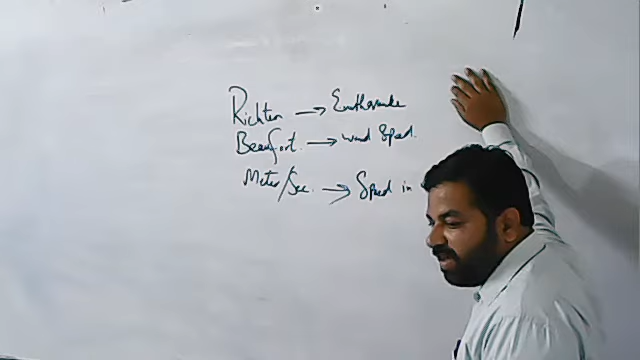 Richter → Earthquake
Beaufort. → Wind Speed.
Meter/Sec. → Speed in